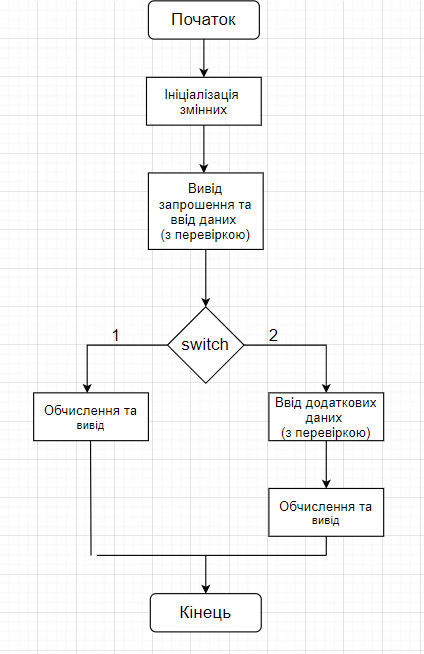 Початок
Ініціалізація
змінних
Вивід
запрошення та
ввід даних
(з перевіркою)
1
switch
2
Обчислення та
вивід
Ввід додаткових
даних
(з перевіркою)
Обчислення та
вивід
Кінець